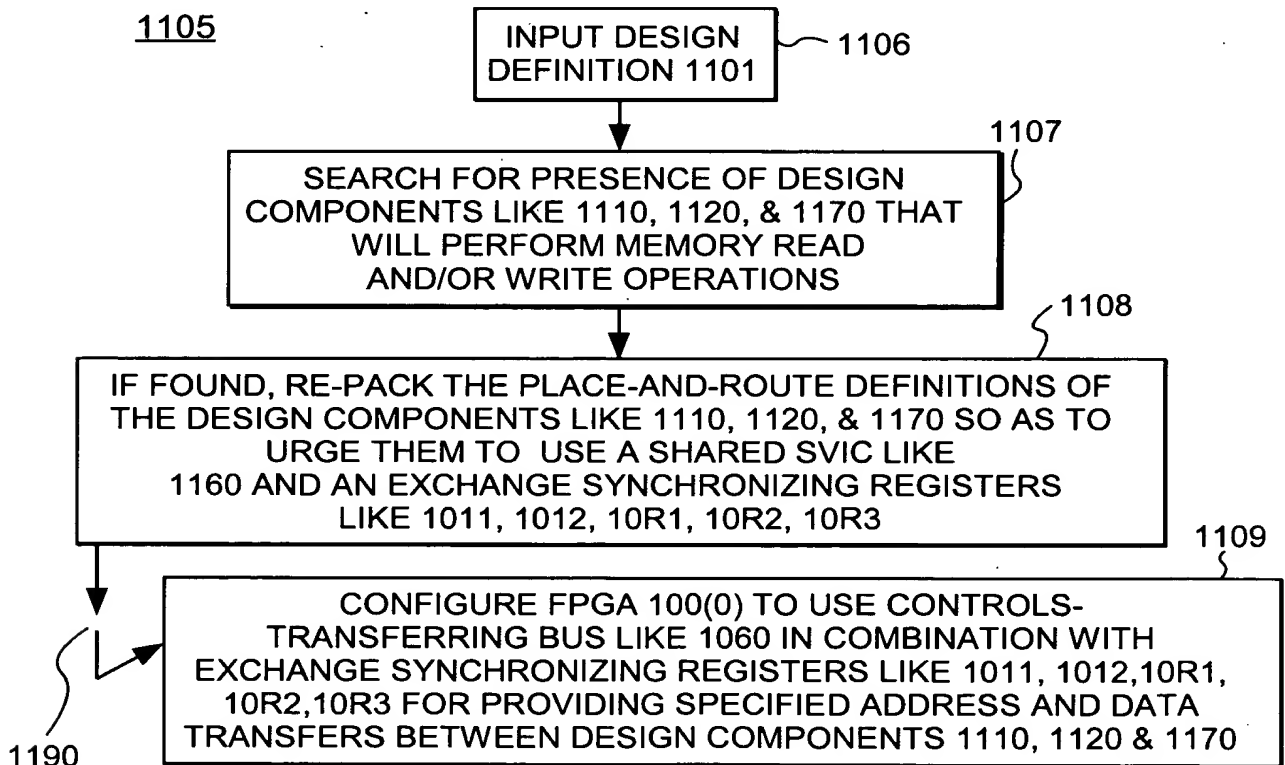 1105
INPUT DESIGN
DEFINITION 1101
1106
1107
SEARCH FOR PRESENCE OF DESIGN
COMPONENTS LIKE 1110, 1120, & 1170 THAT
WILL PERFORM MEMORY READ
AND/OR WRITE OPERATIONS
1108
IF FOUND, RE-PACK THE PLACE-AND-ROUTE DEFINITIONS OF
THE DESIGN COMPONENTS LIKE 1110, 1120, & 1170 SO AS TO
URGE THEM TO USE A SHARED SVIC LIKE
1160 AND AN EXCHANGE SYNCHRONIZING REGISTERS
LIKE 1011, 1012, 10R1, 10R2, 10R3
1109
CONFIGURE FPGA 100(0) TO USE CONTROLS-
TRANSFERRING BUS LIKE 1060 IN COMBINATION WITH
EXCHANGE SYNCHRONIZING REGISTERS LIKE 1011, 1012,10R1,
10R2,10R3 FOR PROVIDING SPECIFIED ADDRESS AND DATA
TRANSFERS BETWEEN DESIGN COMPONENTS 1110, 1120 & 1170
1190